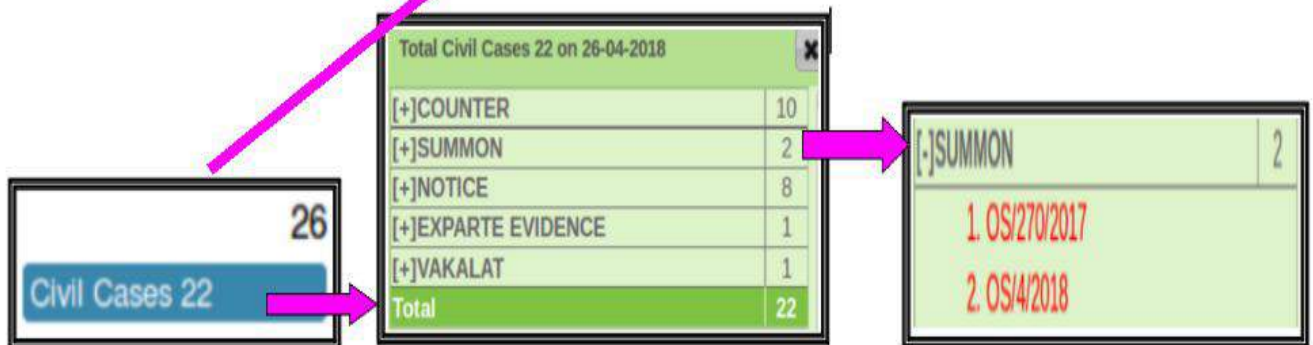 26
Civil Cases 22
Total Civil Cases 22 on 26-04-2018
[+]COUNTER 10
[+]SUMMON 2
[+]NOTICE 8
[+]EXPARTE EVIDENCE 1
[+]VAKALAT 1
Total 22
[-]SUMMON 2
1. OS/270/2017
2. OS/4/2018